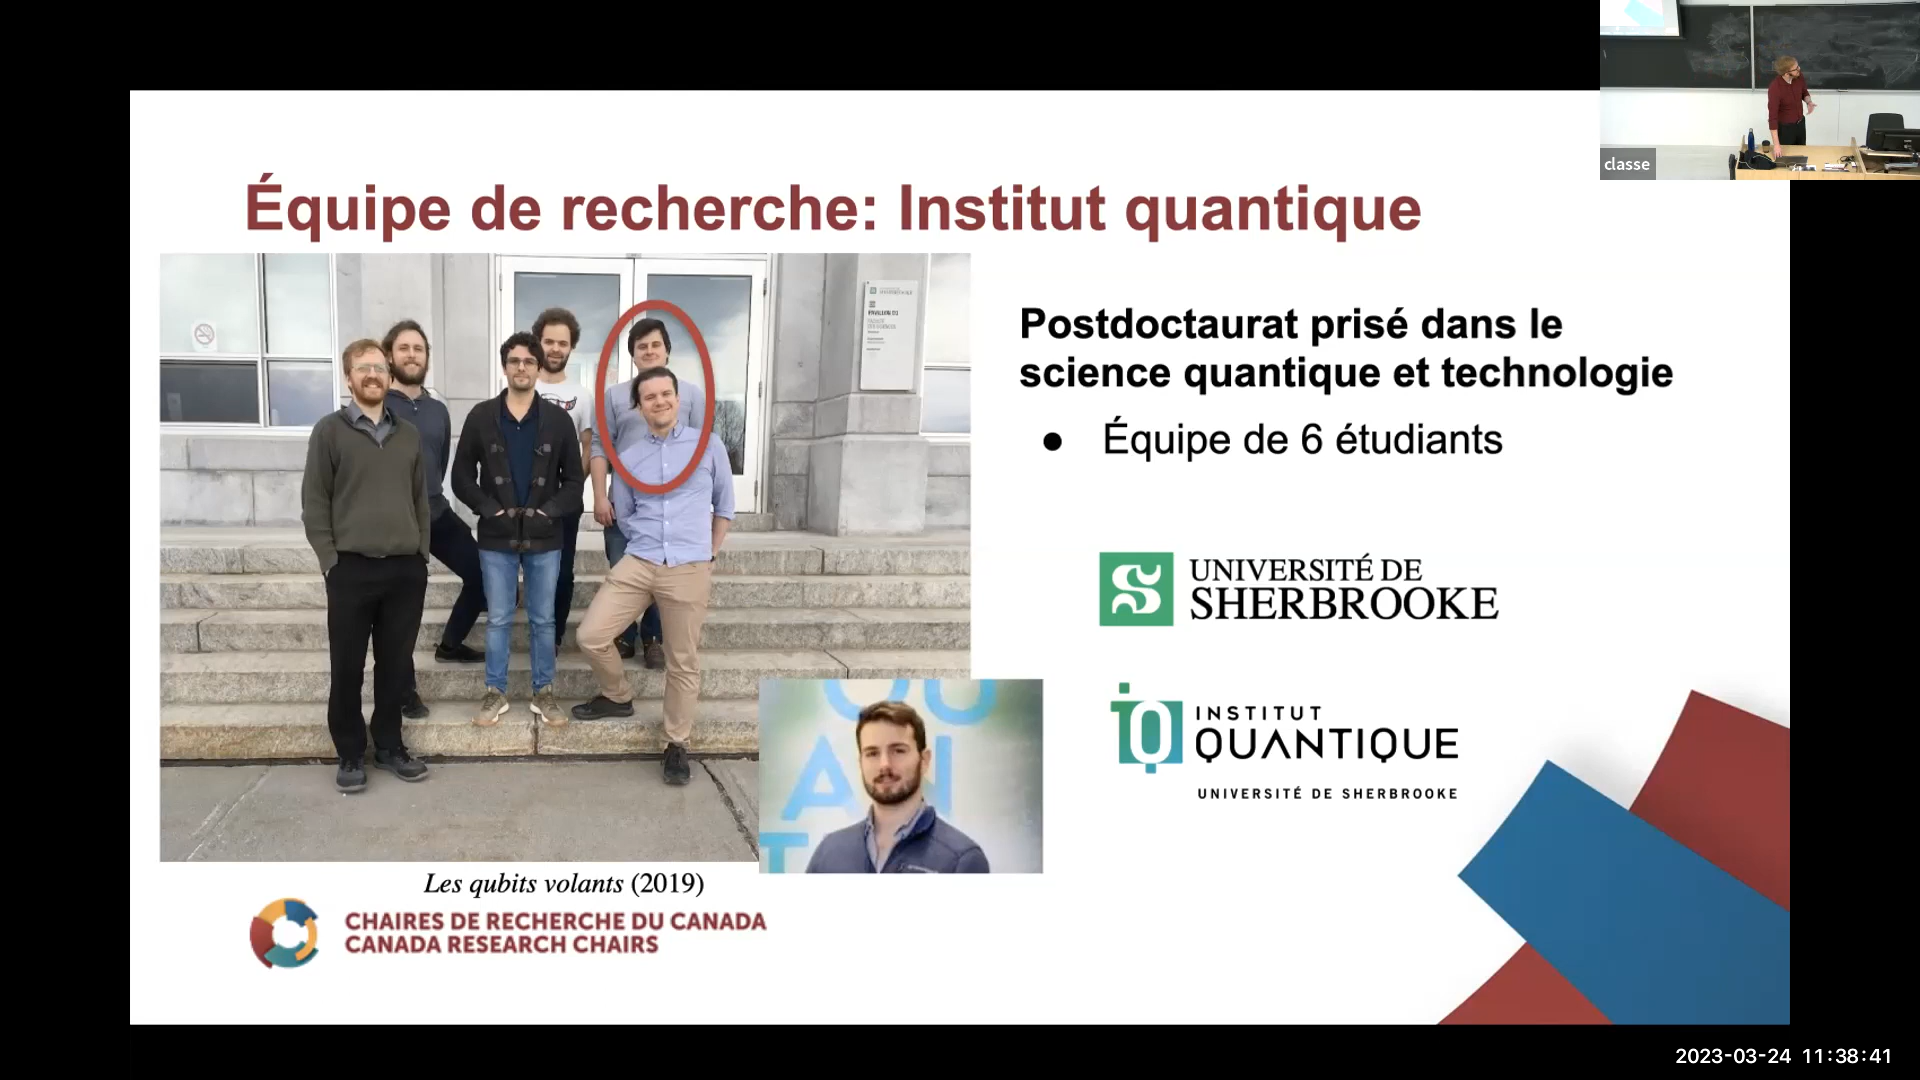 classe
Équipe de recherche: Institut quantique
Postdoctaurat prisé dans le
science quantique et technologie
● Équipe de 6 étudiants
UNIVERSITÉ DE
SHERBROOKE
INSTITUT
QUANTIQUE
UNIVERSITÉ DE SHERBROOKE
Les qubits volants (2019)
CHAIRES DE RECHERCHE DU CANADA
CANADA RESEARCH CHAIRS
2023-03-24 11:38:41